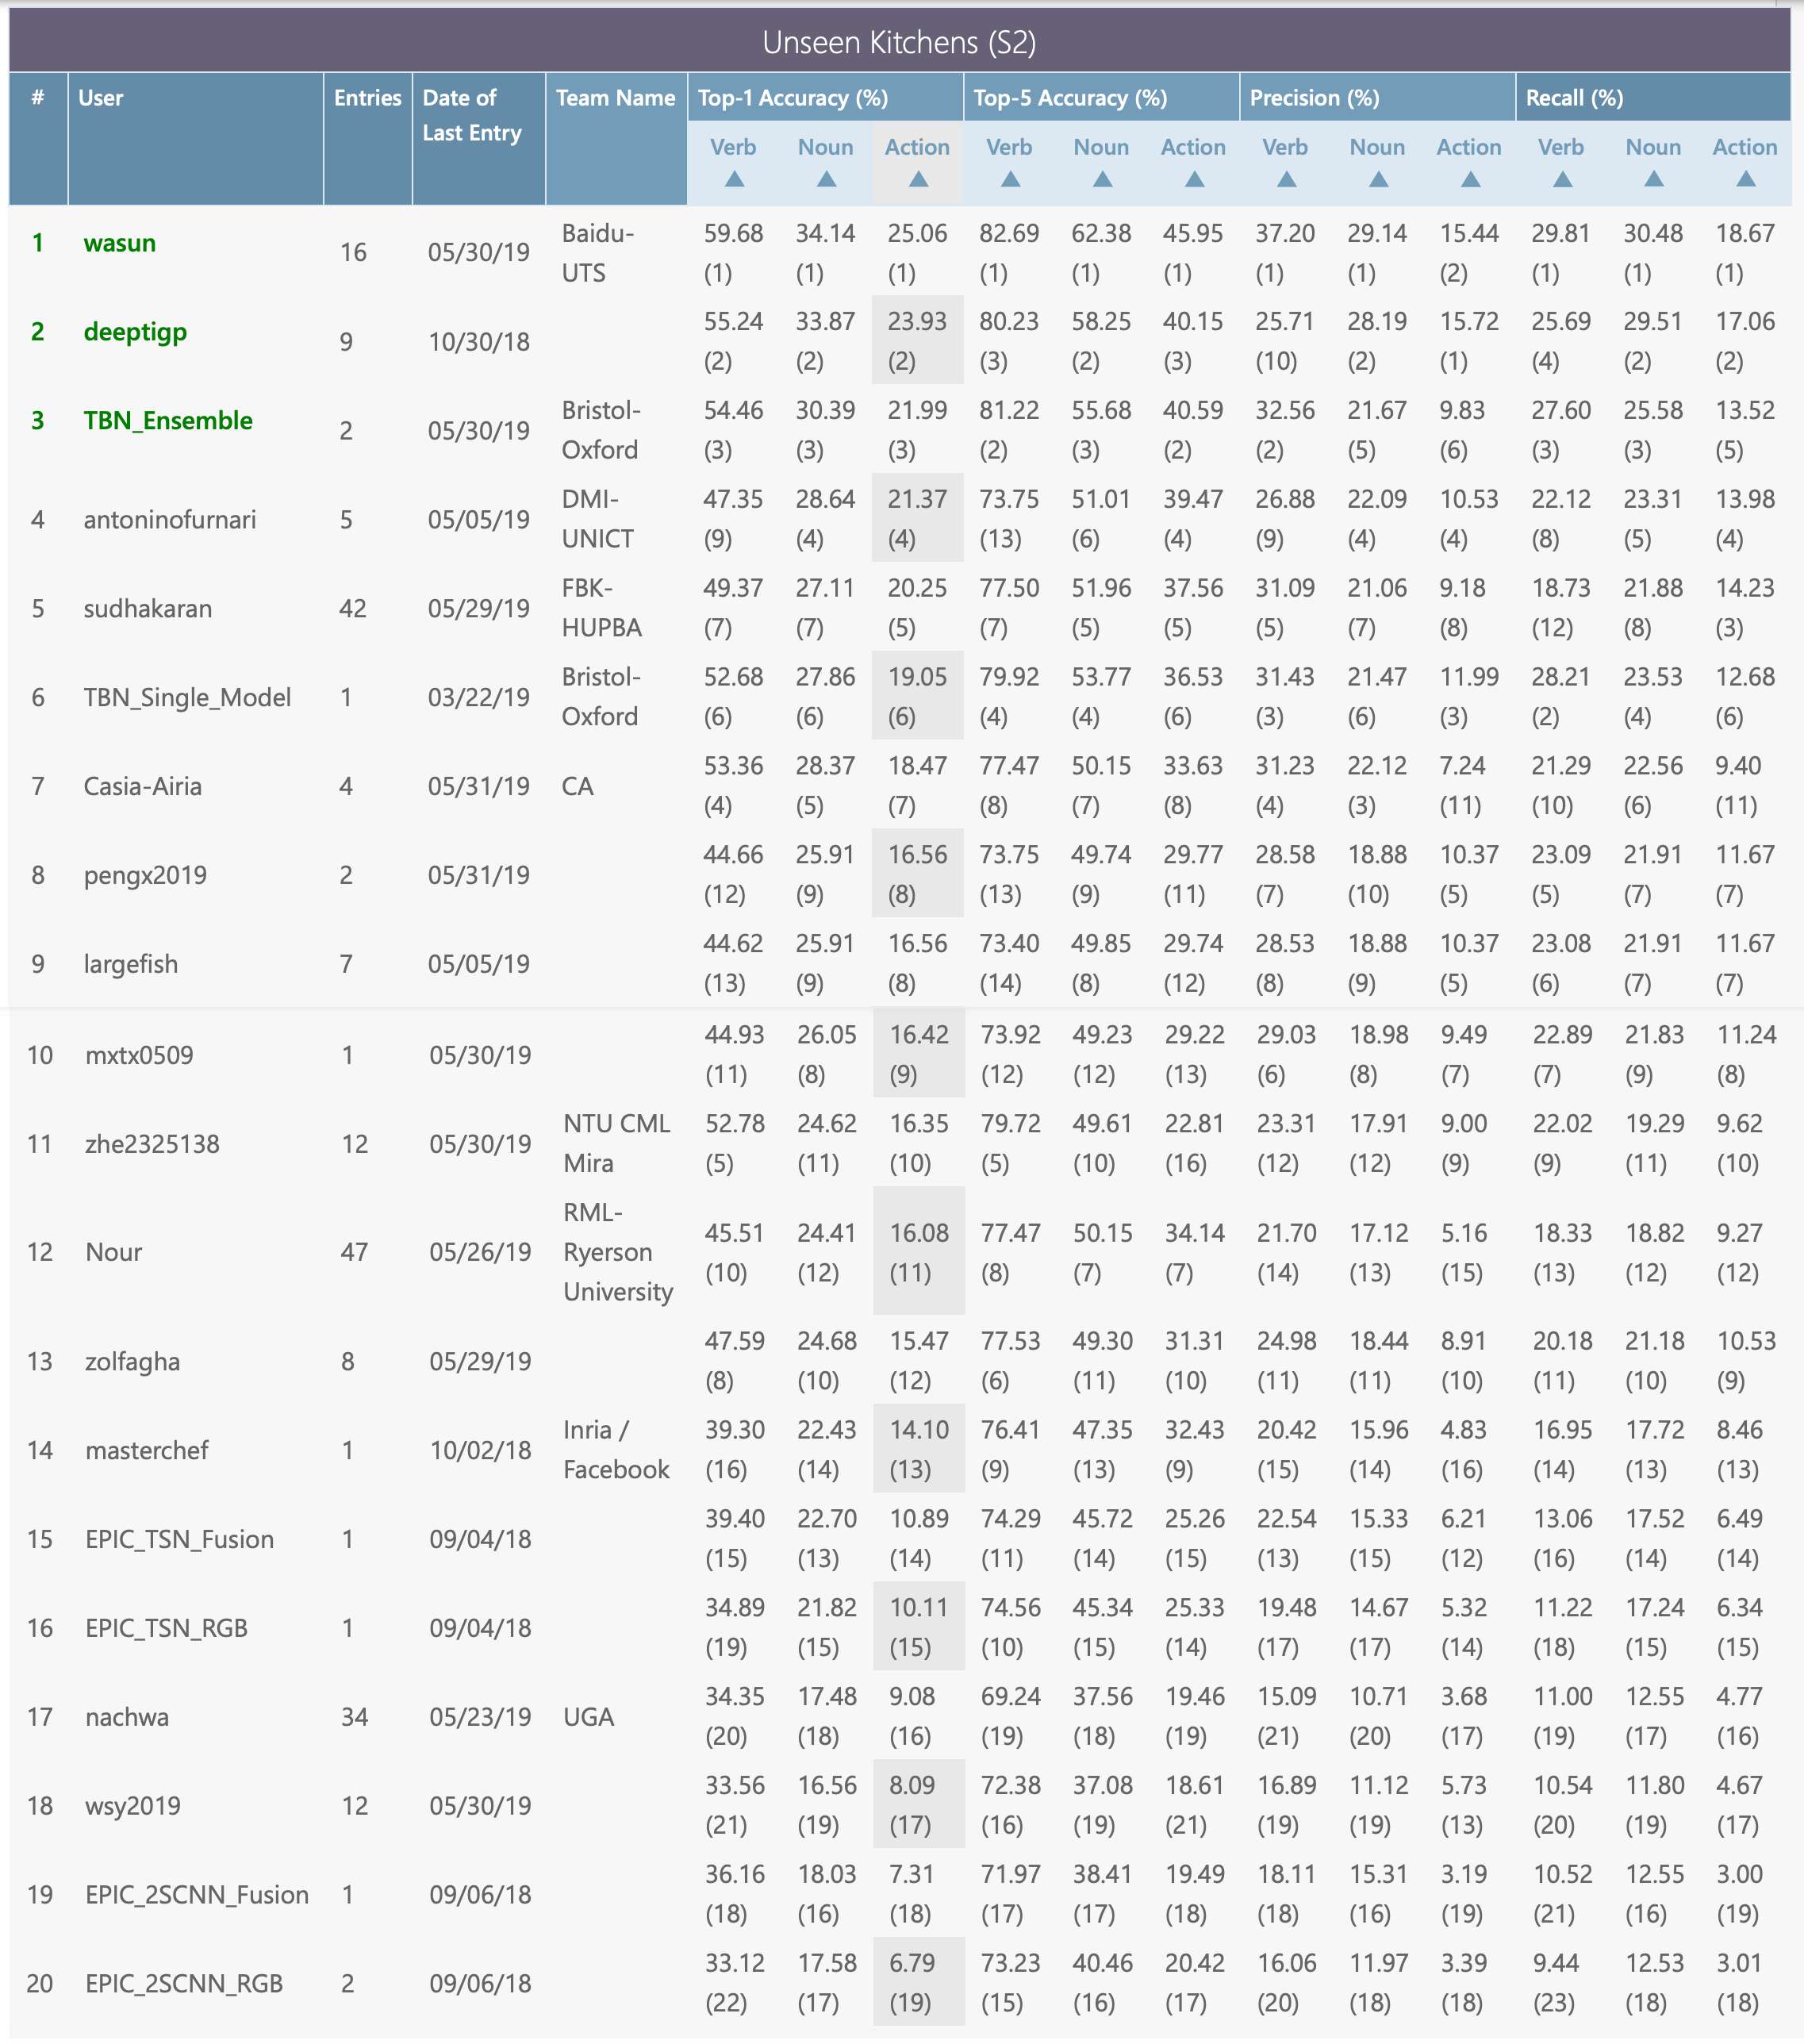 Unseen Kitchens (S2)
# User Entries Date of Last Entry Team Name Top-1 Accuracy (%) Top-5 Accuracy (%) Precision (%) Recall (%)
Verb Noun Action Verb Noun Action Verb Noun Action Verb Noun Action
▲ ▲ ▲ ▲ ▲ ▲ ▲ ▲ ▲ ▲ ▲ ▲
1 wasun 16 05/30/19 Baidu-UTS 59.68 34.14 25.06 82.69 62.38 45.95 37.20 29.14 15.44 29.81 30.48 18.67
(1) (1) (1) (1) (1) (1) (1) (1) (2) (1) (1) (1)
2 deeptigp 9 10/30/18 55.24 33.87 23.93 80.23 58.25 40.15 25.71 28.19 15.72 25.69 29.51 17.06
(2) (2) (2) (3) (2) (3) (10) (2) (1) (4) (2) (2)
3 TBN_Ensemble 2 05/30/19 Bristol-Oxford 54.46 30.39 21.99 81.22 55.68 40.59 32.56 21.67 9.83 27.60 25.58 13.52
(3) (3) (3) (2) (3) (2) (2) (5) (6) (3) (3) (5)
4 antoninofurnari 5 05/05/19 DMI-UNICT 47.35 28.64 21.37 73.75 51.01 39.47 26.88 22.09 10.53 22.12 23.31 13.98
(9) (4) (4) (13) (6) (4) (9) (4) (4) (8) (5) (4)
5 sudhakaran 42 05/29/19 FBK-HUPBA 49.37 27.11 20.25 77.50 51.96 37.56 31.09 21.06 9.18 18.73 21.88 14.23
(7) (7) (5) (7) (5) (5) (5) (7) (8) (12) (8) (3)
6 TBN_Single_Model 1 03/22/19 Bristol-Oxford 52.68 27.86 19.05 79.92 53.77 36.53 31.43 21.47 11.99 28.21 23.53 12.68
(6) (6) (6) (4) (4) (6) (3) (6) (3) (2) (4) (6)
7 Casia-Airia 4 05/31/19 CA 53.36 28.37 18.47 77.47 50.15 33.63 31.23 22.12 7.24 21.29 22.56 9.40
(4) (5) (7) (8) (7) (8) (4) (3) (11) (10) (6) (11)
8 pengx2019 2 05/31/19 44.66 25.91 16.56 73.75 49.74 29.77 28.58 18.88 10.37 23.09 21.91 11.67
(12) (9) (8) (13) (9) (11) (7) (10) (5) (5) (7) (7)
9 largefish 7 05/05/19 44.62 25.91 16.56 73.40 49.85 29.74 28.53 18.88 10.37 23.08 21.91 11.67
(13) (9) (8) (14) (8) (12) (8) (9) (5) (6) (7) (7)
10 mxtx0509 1 05/30/19 44.93 26.05 16.42 73.92 49.23 29.22 29.03 18.98 9.49 22.89 21.83 11.24
(11) (8) (9) (12) (12) (13) (6) (8) (7) (7) (9) (8)
11 zhe2325138 12 05/30/19 NTU CML Mira 52.78 24.62 16.35 79.72 49.61 22.81 23.31 17.91 9.00 22.02 19.29 9.62
(5) (11) (10) (5) (10) (16) (12) (12) (9) (9) (11) (10)
12 Nour 47 05/26/19 RML-Ryerson University 45.51 24.41 16.08 77.47 50.15 34.14 21.70 17.12 5.16 18.33 18.82 9.27
(10) (12) (11) (8) (7) (7) (14) (13) (15) (13) (12) (12)
13 zolfagha 8 05/29/19 47.59 24.68 15.47 77.53 49.30 31.31 24.98 18.44 8.91 20.18 21.18 10.53
(8) (10) (12) (6) (11) (10) (11) (11) (10) (11) (10) (9)
14 masterchef 1 10/02/18 Inria / Facebook 39.30 22.43 14.10 76.41 47.35 32.43 20.42 15.96 4.83 16.95 17.72 8.46
(16) (14) (13) (9) (13) (9) (15) (14) (16) (14) (13) (13)
15 EPIC_TSN_Fusion 1 09/04/18 39.40 22.70 10.89 74.29 45.72 25.26 22.54 15.33 6.21 13.06 17.52 6.49
(15) (13) (14) (11) (14) (15) (13) (15) (12) (16) (14) (14)
16 EPIC_TSN_RGB 1 09/04/18 34.89 21.82 10.11 74.56 45.34 25.33 19.48 14.67 5.32 11.22 17.24 6.34
(19) (15) (15) (10) (15) (14) (17) (17) (14) (18) (15) (15)
17 nachwa 34 05/23/19 UGA 34.35 17.48 9.08 69.24 37.56 19.46 15.09 10.71 3.68 11.00 12.55 4.77
(20) (18) (16) (19) (18) (19) (21) (20) (17) (19) (17) (16)
18 wsy2019 12 05/30/19 33.56 16.56 8.09 72.38 37.08 18.61 16.89 11.12 5.73 10.54 11.80 4.67
(21) (19) (17) (16) (19) (21) (19) (19) (13) (20) (19) (17)
19 EPIC_2SCNN_Fusion 1 09/06/18 36.16 18.03 7.31 71.97 38.41 19.49 18.11 15.31 3.19 10.52 12.55 3.00
(18) (16) (18) (17) (17) (18) (18) (16) (19) (21) (16) (19)
20 EPIC_2SCNN_RGB 2 09/06/18 33.12 17.58 6.79 73.23 40.46 20.42 16.06 11.97 3.39 9.44 12.53 3.01
(22) (17) (19) (15) (16) (17) (20) (18) (18) (23) (18) (18)